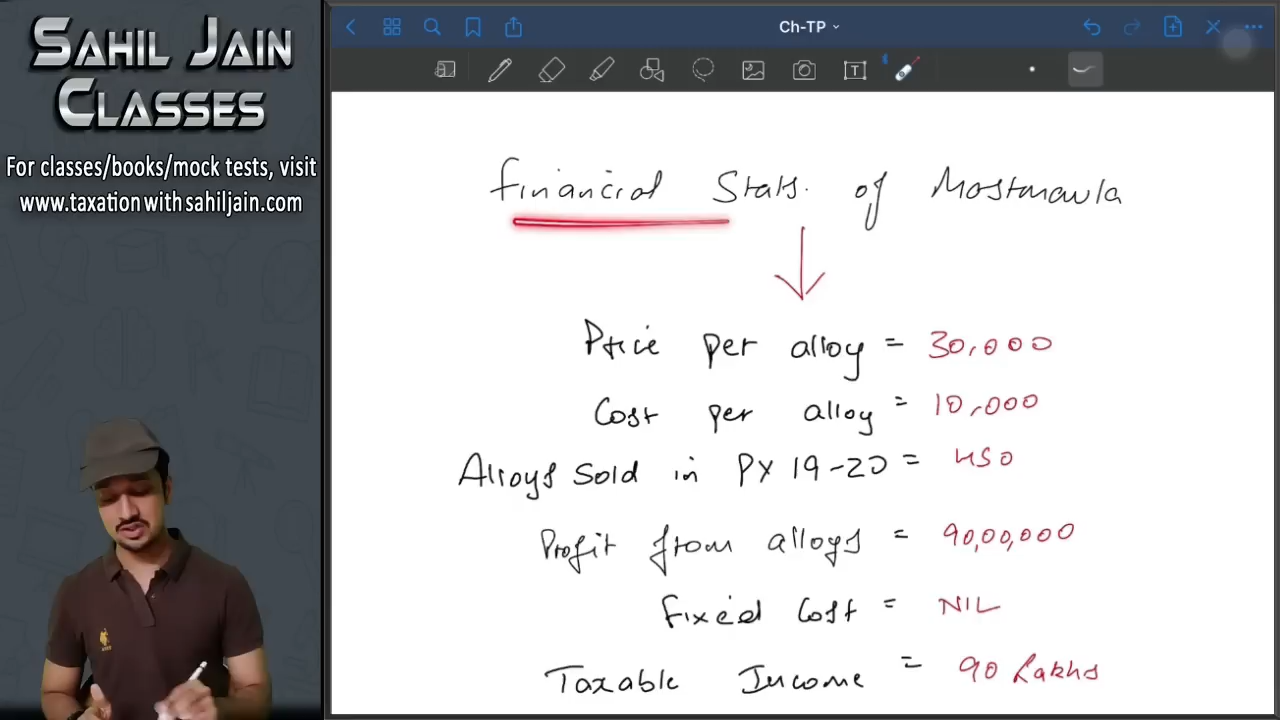 SAHIL JAIN
CLASSES
For classes/books/mock tests, visit
www.taxationwithsahiljain.com
Ch-TP
T
Financial Stats. of Mastmaula
Price per alloy = 30,000
Cost per alloy = 10,000
Alloys Sold in PY 19-20 = 450
Profit from alloys = 90,00,000
Fixed Cost = NIL
Taxable Income = 90 Lakhs